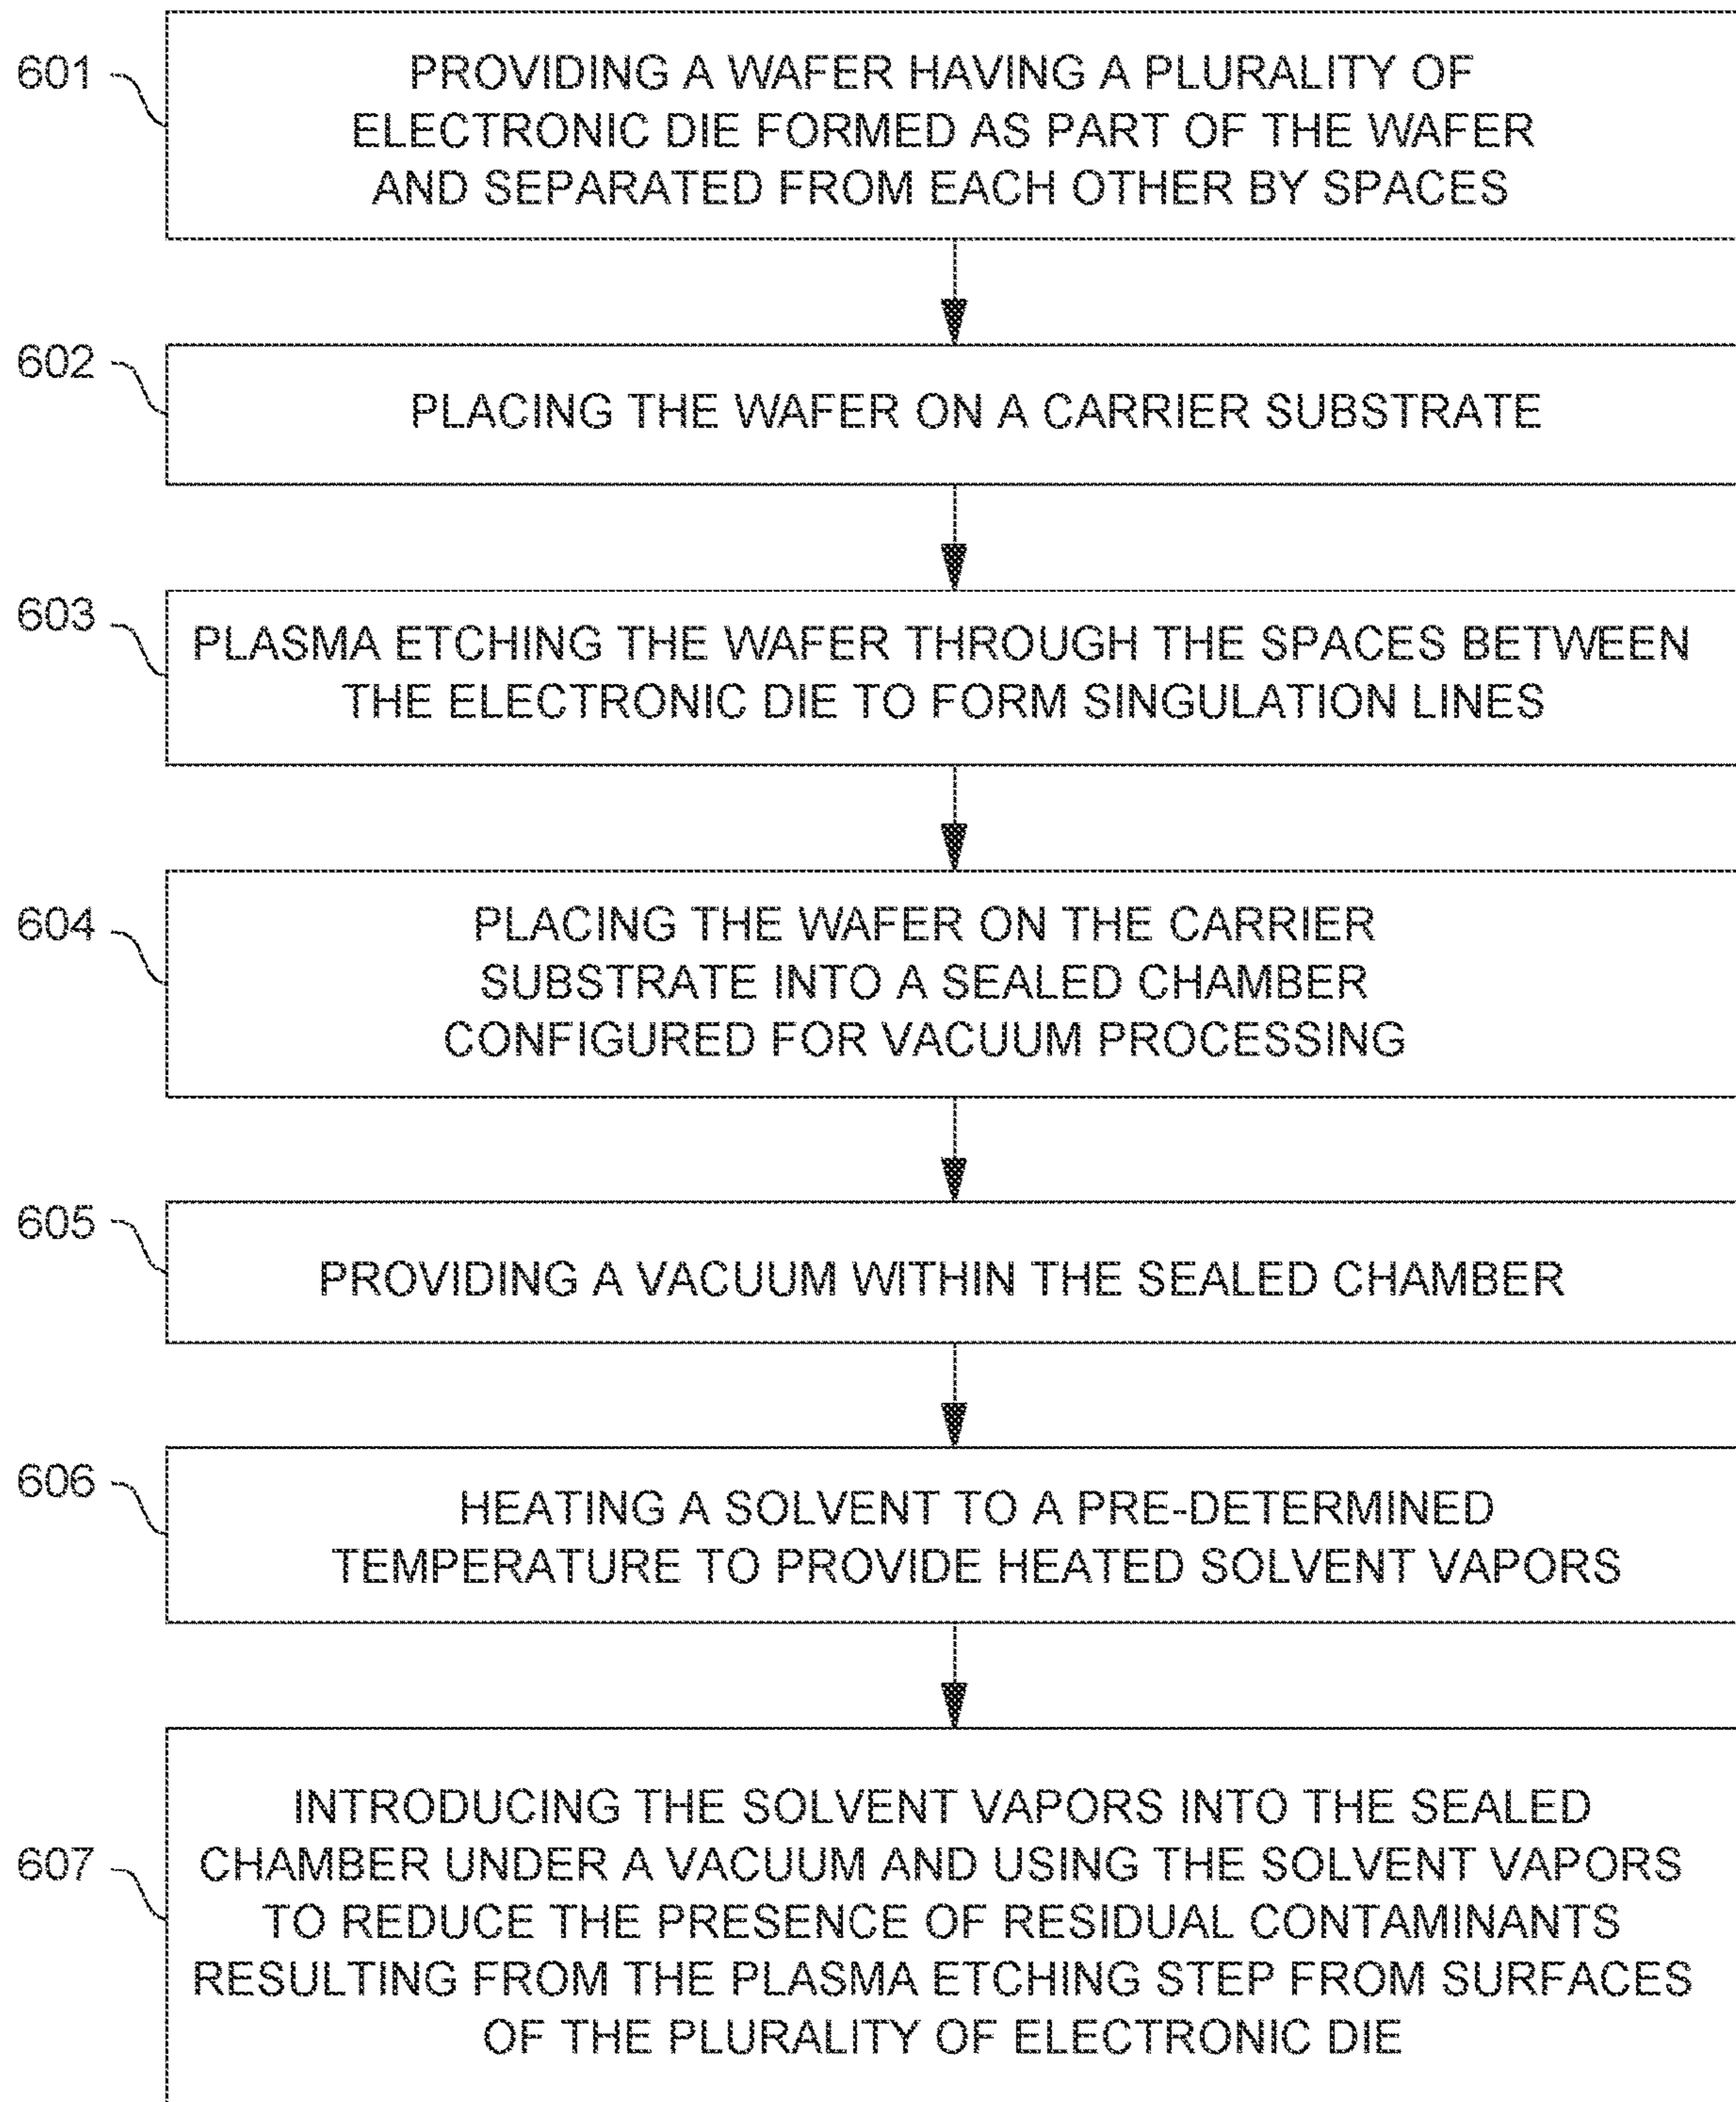 601
PROVIDING A WAFER HAVING A PLURALITY OF
ELECTRONIC DIE FORMED AS PART OF THE WAFER
AND SEPARATED FROM EACH OTHER BY SPACES
602
PLACING THE WAFER ON A CARRIER SUBSTRATE
603
PLASMA ETCHING THE WAFER THROUGH THE SPACES BETWEEN
THE ELECTRONIC DIE TO FORM SINGULATION LINES
604
PLACING THE WAFER ON THE CARRIER
SUBSTRATE INTO A SEALED CHAMBER
CONFIGURED FOR VACUUM PROCESSING
605
PROVIDING A VACUUM WITHIN THE SEALED CHAMBER
606
HEATING A SOLVENT TO A PRE-DETERMINED
TEMPERATURE TO PROVIDE HEATED SOLVENT VAPORS
607
INTRODUCING THE SOLVENT VAPORS INTO THE SEALED
CHAMBER UNDER A VACUUM AND USING THE SOLVENT VAPORS
TO REDUCE THE PRESENCE OF RESIDUAL CONTAMINANTS
RESULTING FROM THE PLASMA ETCHING STEP FROM SURFACES
OF THE PLURALITY OF ELECTRONIC DIE